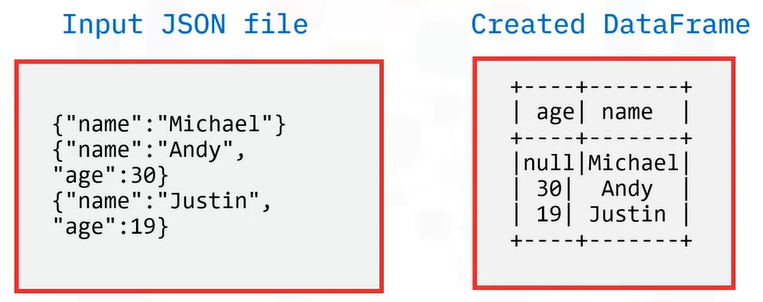 Input JSON file
{"name":"Michael"}
{"name":"Andy",
"age":30}
{"name":"Justin",
"age":19}
Created DataFrame
+----+-------+
| age| name  |
+----+-------+
|null|Michael|
| 30|  Andy  |
| 19| Justin |
+----+-------+